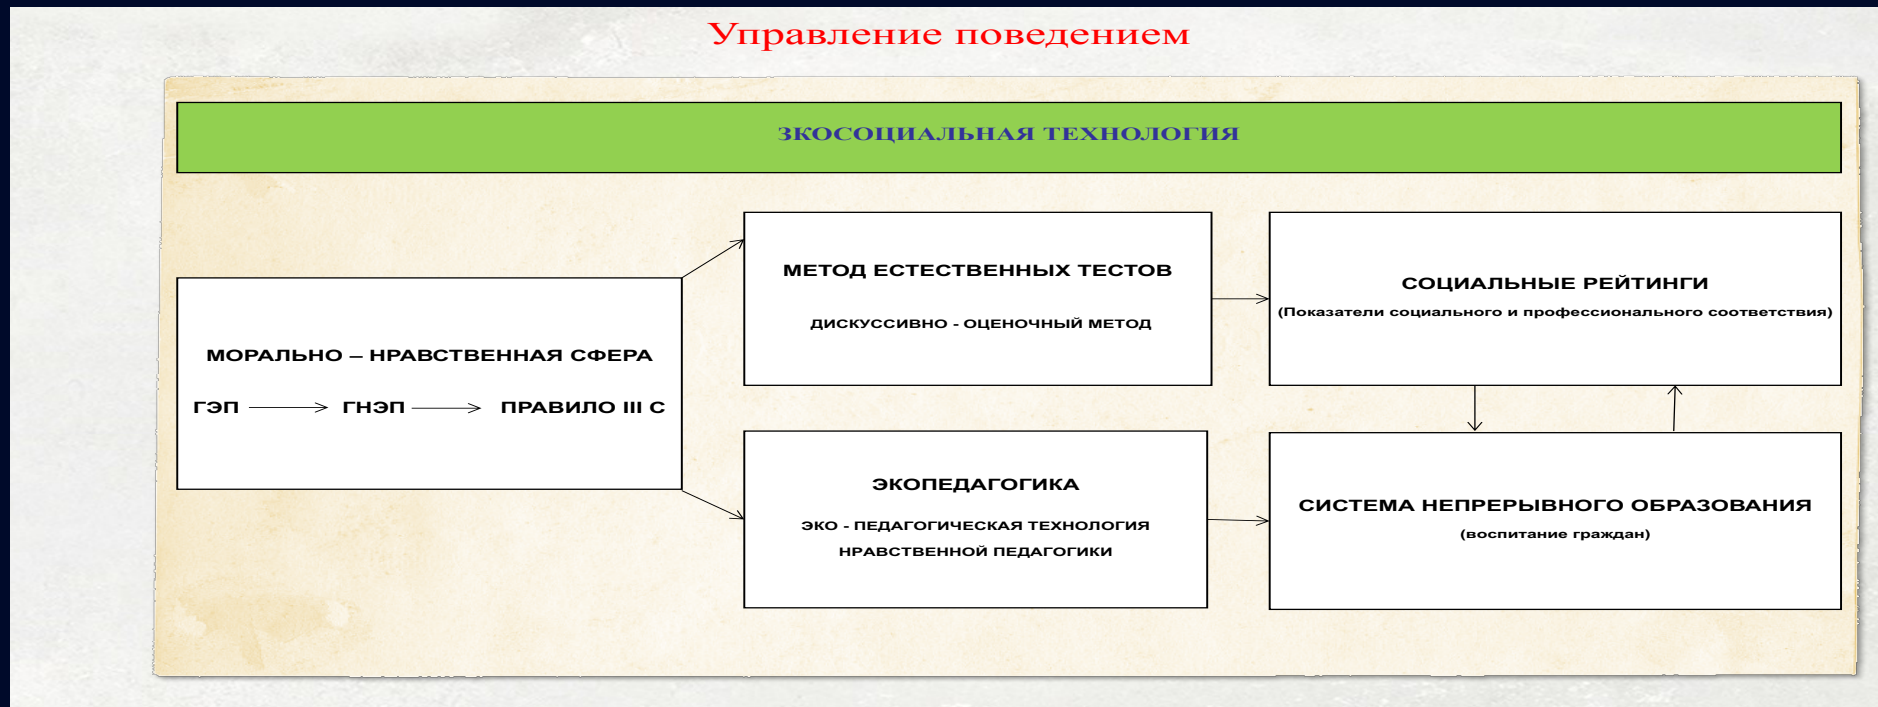 Управление поведением
ЗКОСОЦИАЛЬНАЯ ТЕХНОЛОГИЯ
МОРАЛЬНО – НРАВСТВЕННАЯ СФЕРА
ГЭП ГНЭП ПРАВИЛО III С
МЕТОД ЕСТЕСТВЕННЫХ ТЕСТОВ
ДИСКУССИВНО - ОЦЕНОЧНЫЙ МЕТОД
СОЦИАЛЬНЫЕ РЕЙТИНГИ
(Показатели социального и профессионального соответствия)
ЭКОПЕДАГОГИКА
ЭКО - ПЕДАГОГИЧЕСКАЯ ТЕХНОЛОГИЯ
НРАВСТВЕННОЙ ПЕДАГОГИКИ
СИСТЕМА НЕПРЕРЫВНОГО ОБРАЗОВАНИЯ
(воспитание граждан)